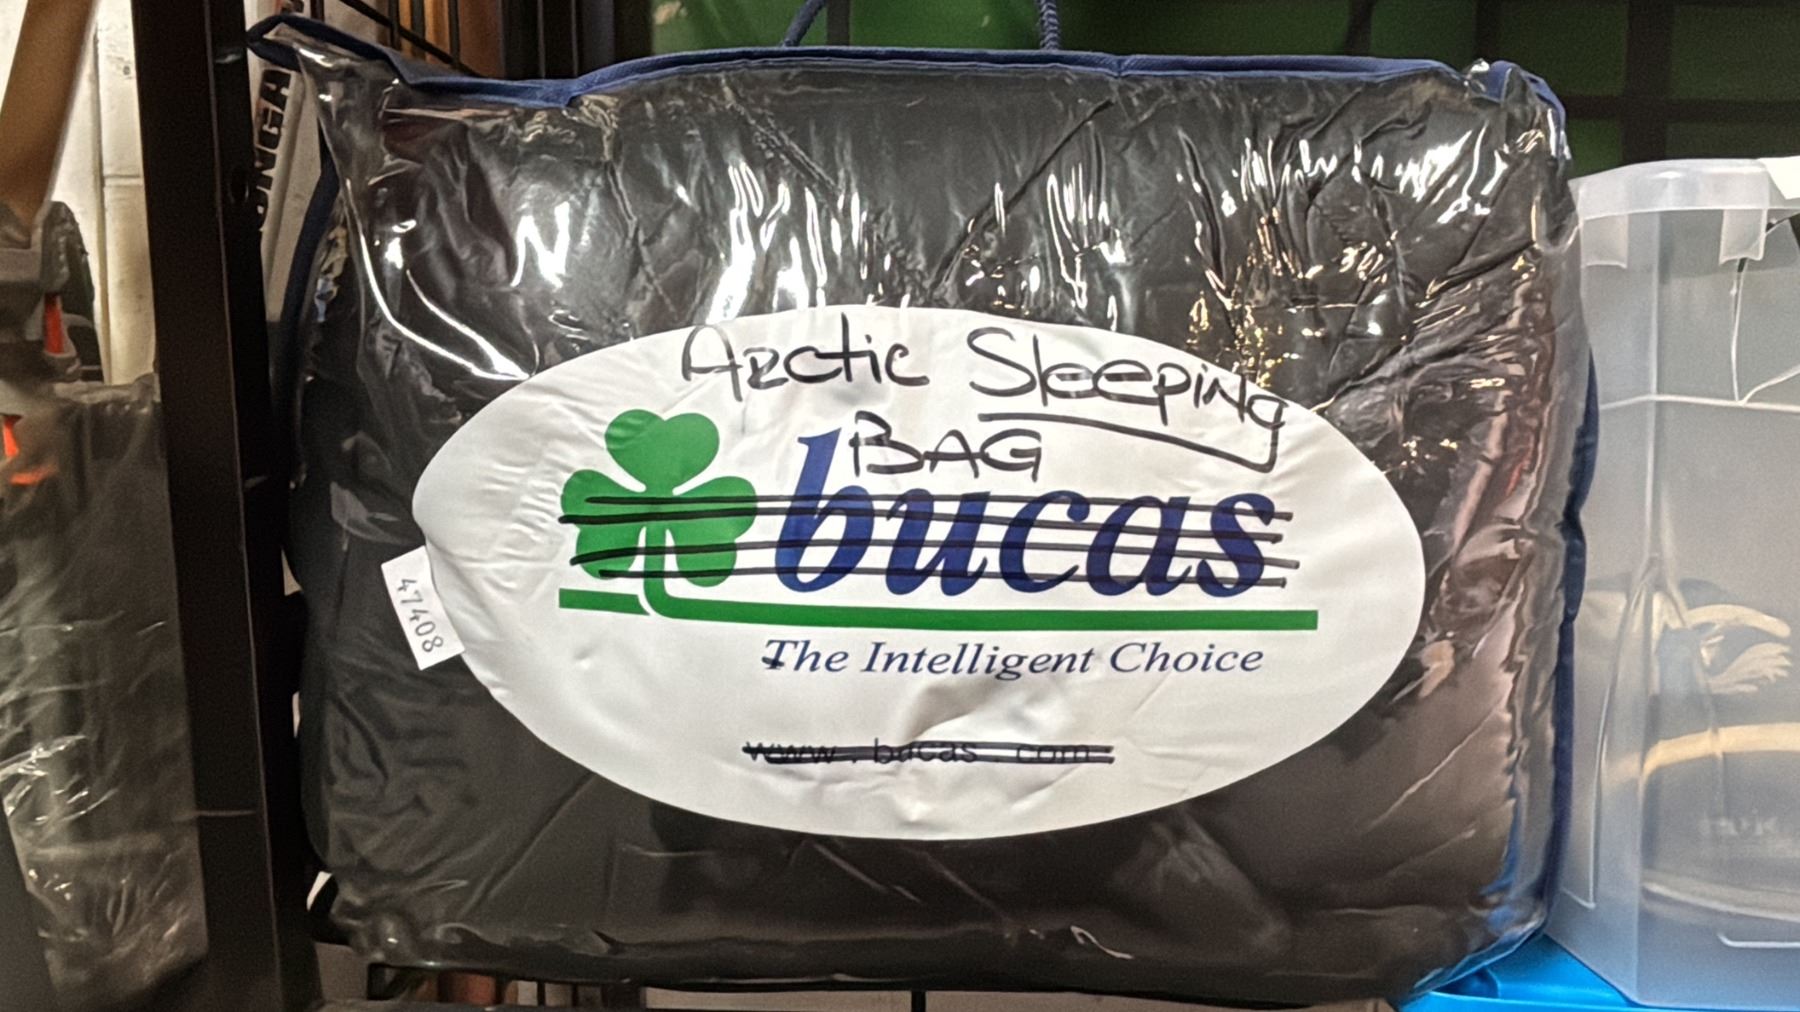 Arctic Sleeping
BAG
bucas
The Intelligent Choice
www.bucas.com
47408